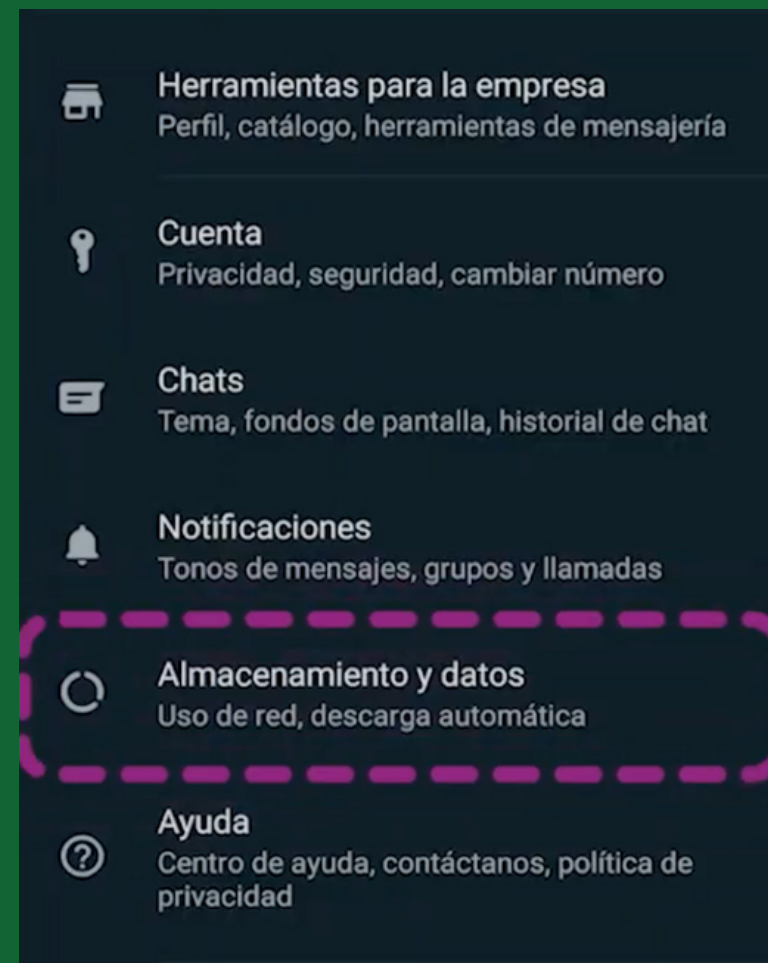 Herramientas para la empresa
Perfil, catálogo, herramientas de mensajería
Cuenta
Privacidad, seguridad, cambiar número
Chats
Tema, fondos de pantalla, historial de chat
Notificaciones
Tonos de mensajes, grupos y llamadas
Almacenamiento y datos
Uso de red, descarga automática
Ayuda
Centro de ayuda, contáctanos, política de
privacidad